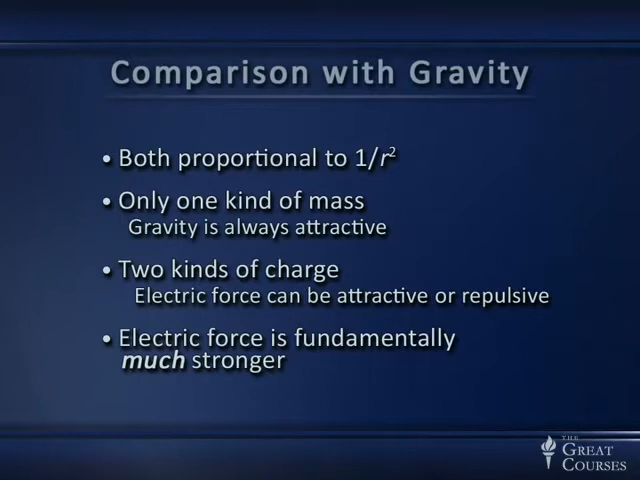 Comparison with Gravity
• Both proportional to 1/r²
• Only one kind of mass
Gravity is always attractive
• Two kinds of charge
Electric force can be attractive or repulsive
• Electric force is fundamentally
much stronger
THE
GREAT
COURSES